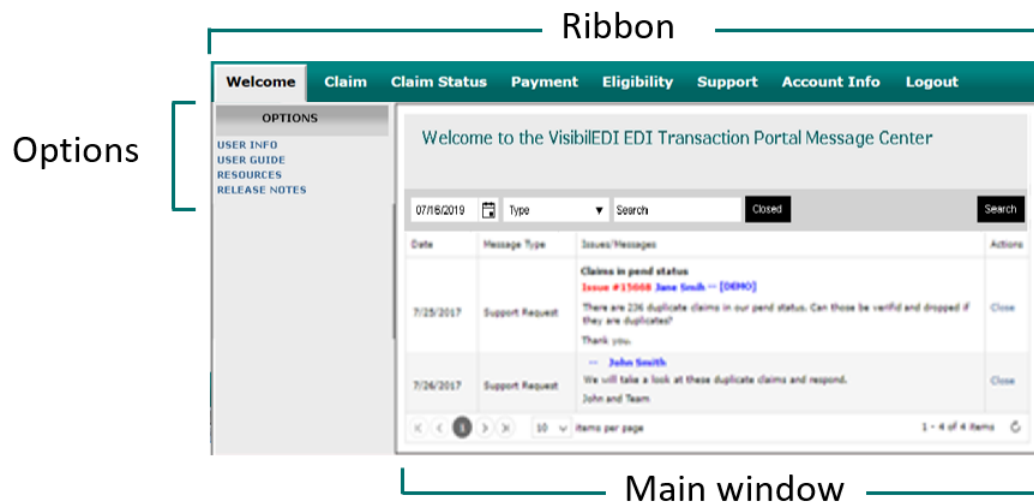 Ribbon
Welcome Claim Claim Status Payment Eligibility Support Account Info Logout
Options
OPTIONS
USER INFO
USER GUIDE
RESOURCES
RELEASE NOTES
Welcome to the VisibilEDI EDI Transaction Portal Message Center
07/16/2019 Type Search Closed Search
Date Message Type Issues/Messages Actions
Claims in pend status
Issue #15668 Jane Smith -- [DEMO]
7/25/2017 Support Request There are 236 duplicate claims in our pend status. Can those be verifid and dropped if Close
they are duplicates?
Thank you.
-- John Smith
7/26/2017 Support Request We will take a look at these duplicate claims and respond. Close
John and Team
1 10 items per page 1 - 4 of 4 items
Main window